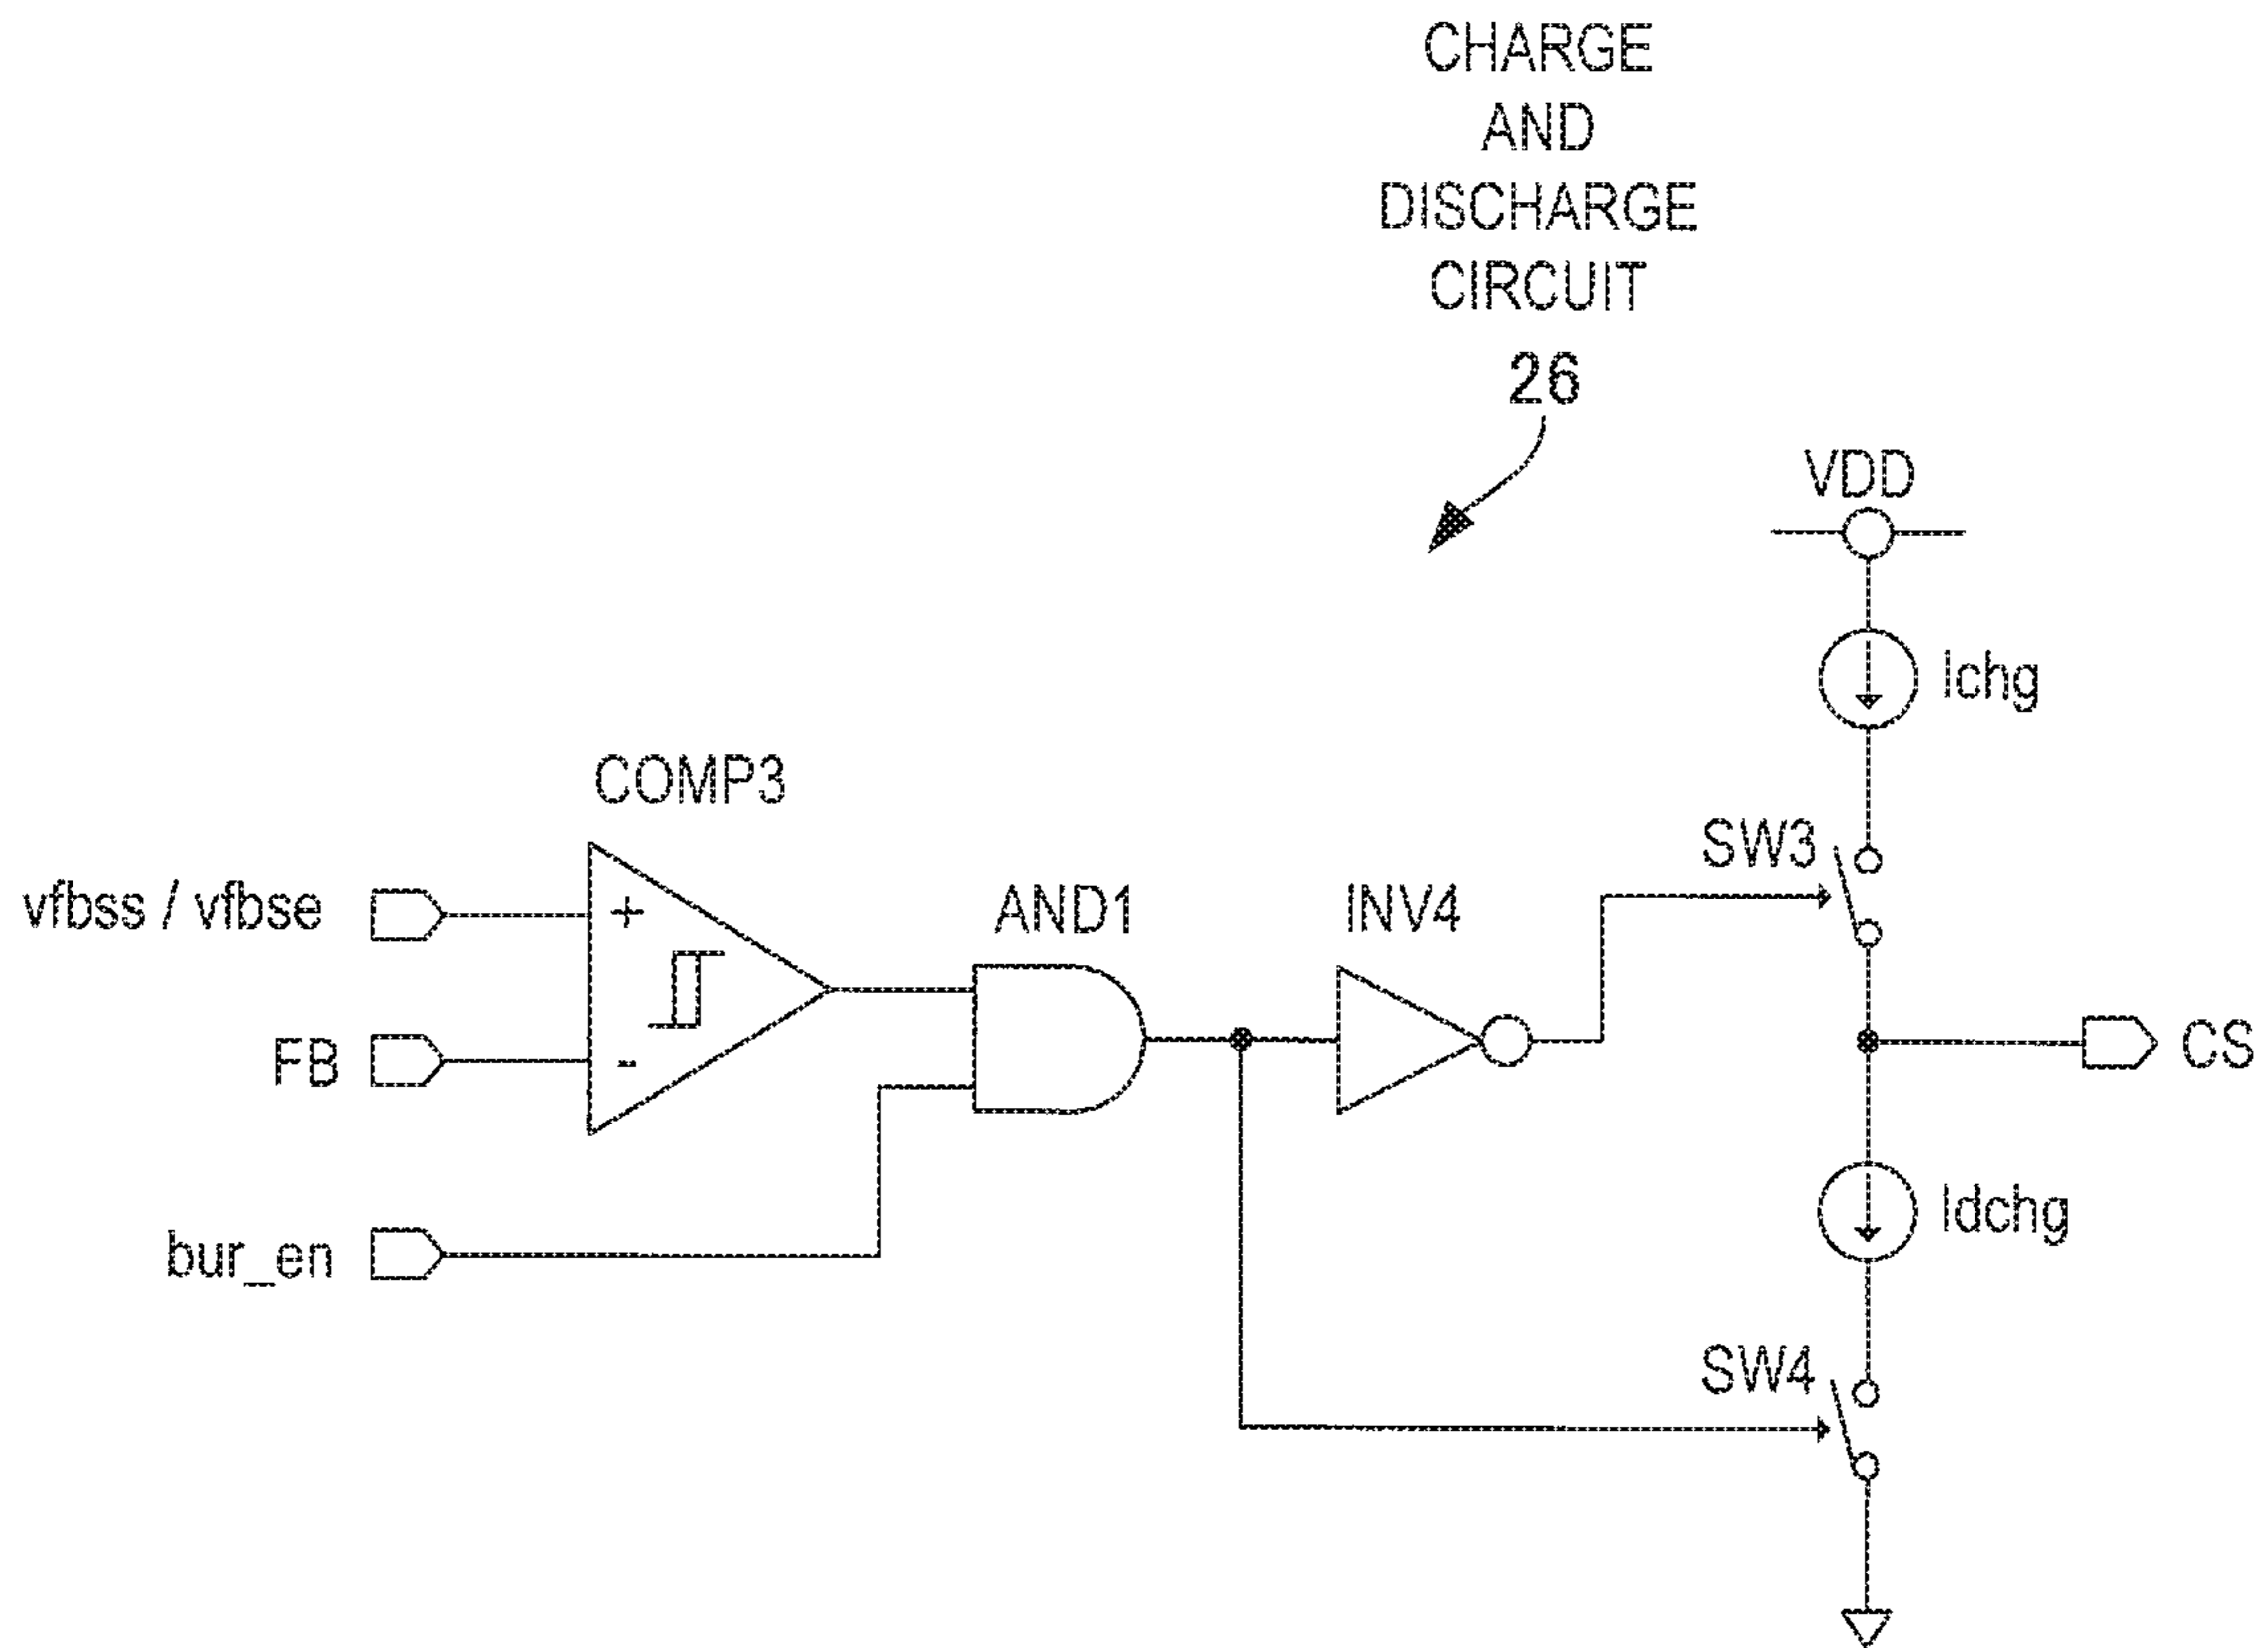 CHARGE
AND
DISCHARGE
CIRCUIT
26
VDD
Ichg
COMP3
SW3
vfbss / vfbse
+
AND1
INV4
FB
-
CS
Idchg
bur_en
SW4